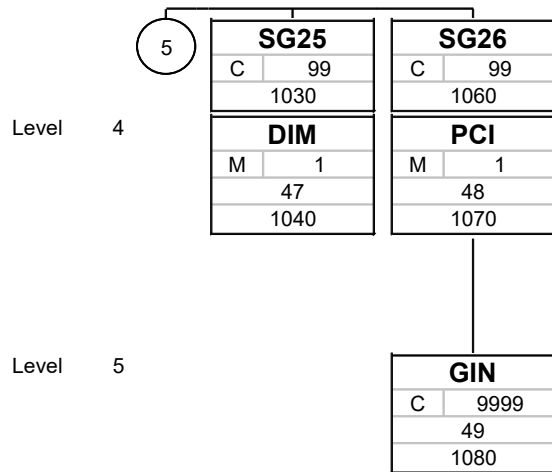 5
SG25 SG26
C 99 C 99
1030 1060
Level 4 DIM PCI
M 1 M 1
47 48
1040 1070
Level 5 GIN
C 9999
49
1080